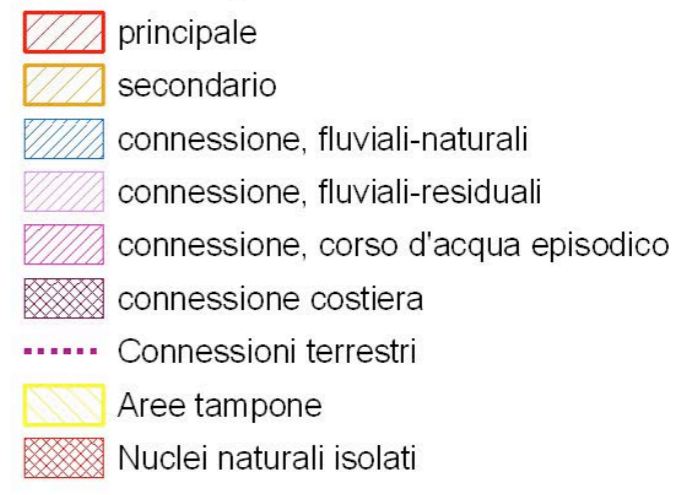 principale
secondario
connessione, fluviali-naturali
connessione, fluviali-residuali
connessione, corso d'acqua episodico
connessione costiera
Connessioni terrestri
Aree tampone
Nuclei naturali isolati